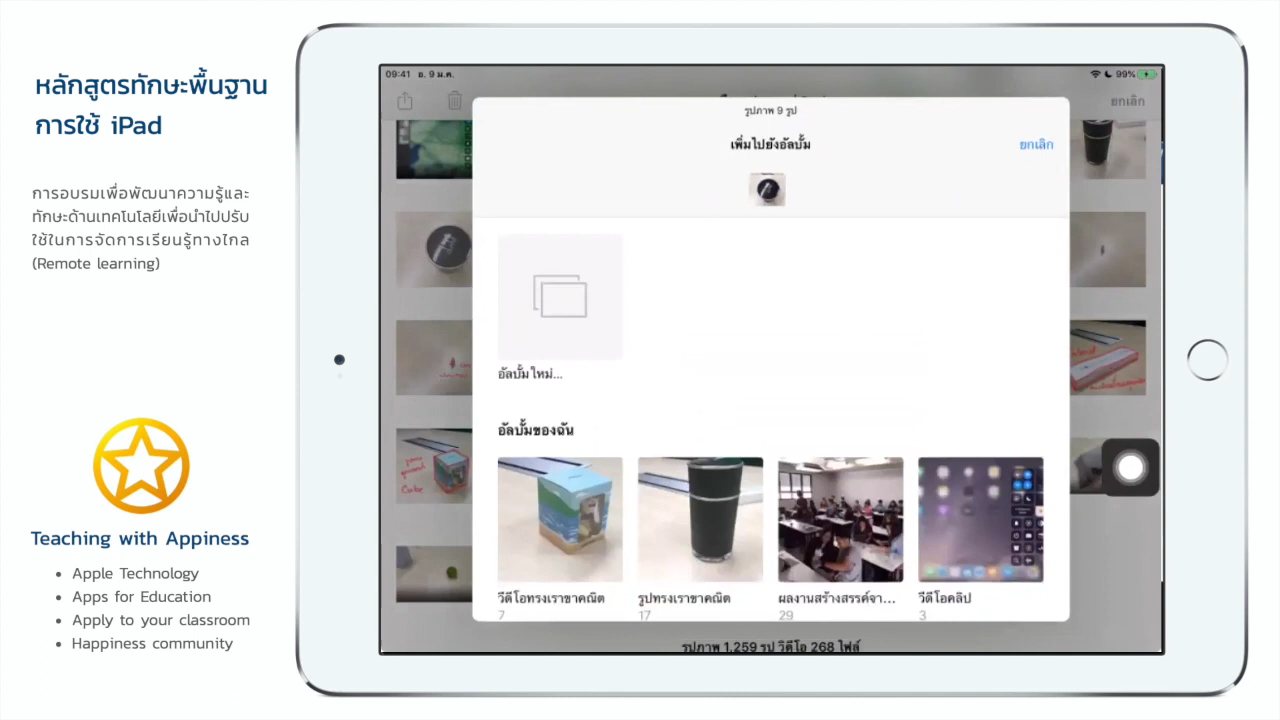 หลักสูตรทักษะพื้นฐาน
การใช้ iPad
การอบรมเพื่อพัฒนาความรู้และ
ทักษะด้านเทคโนโลยีเพื่อนำไปปรับ
ใช้ในการจัดการเรียนรู้ทางไกล
(Remote learning)
Teaching with Appiness
• Apple Technology
• Apps for Education
• Apply to your classroom
• Happiness community
09:41 อ. 9 ม.ค.
99%
ยกเลิก
รูปภาพ 9 รูป
เพิ่มไปยังอัลบั้ม
ยกเลิก
อัลบั้มใหม่...
อัลบั้มของฉัน
วีดีโอทรงเราขาคณิต
7
รูปทรงเราขาคณิต
17
ผลงานสร้างสรรค์จา...
29
วีดีโอคลิป
3
รูปภาพ 1,259 รูป วิดีโอ 268 ไฟล์